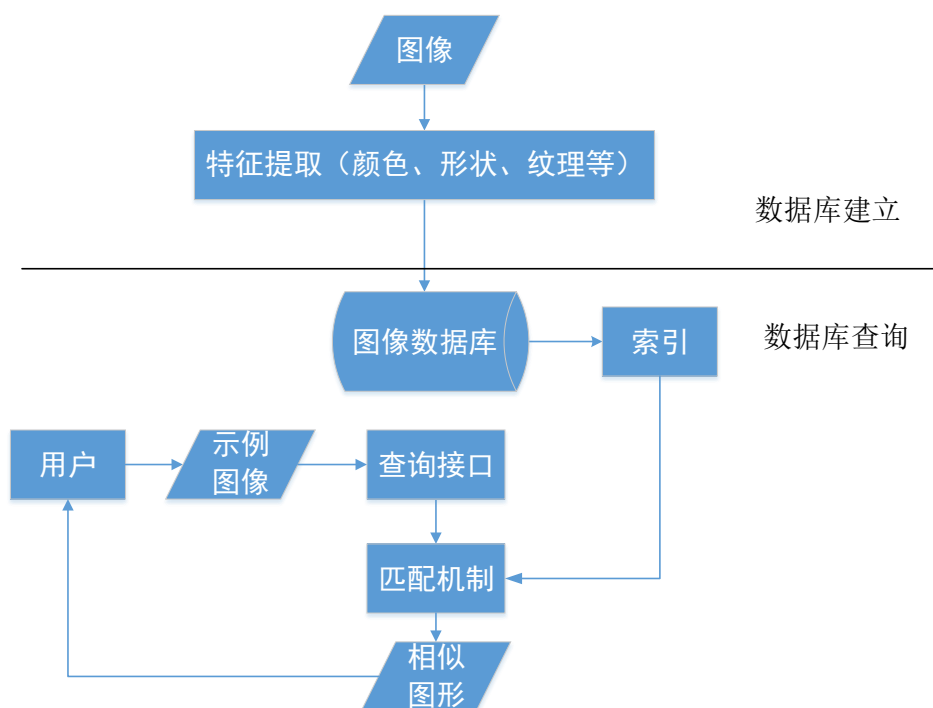 图像
特征提取（颜色、形状、纹理等）
数据库建立
图像数据库
索引
数据库查询
用户
示例
图像
查询接口
匹配机制
相似
图形